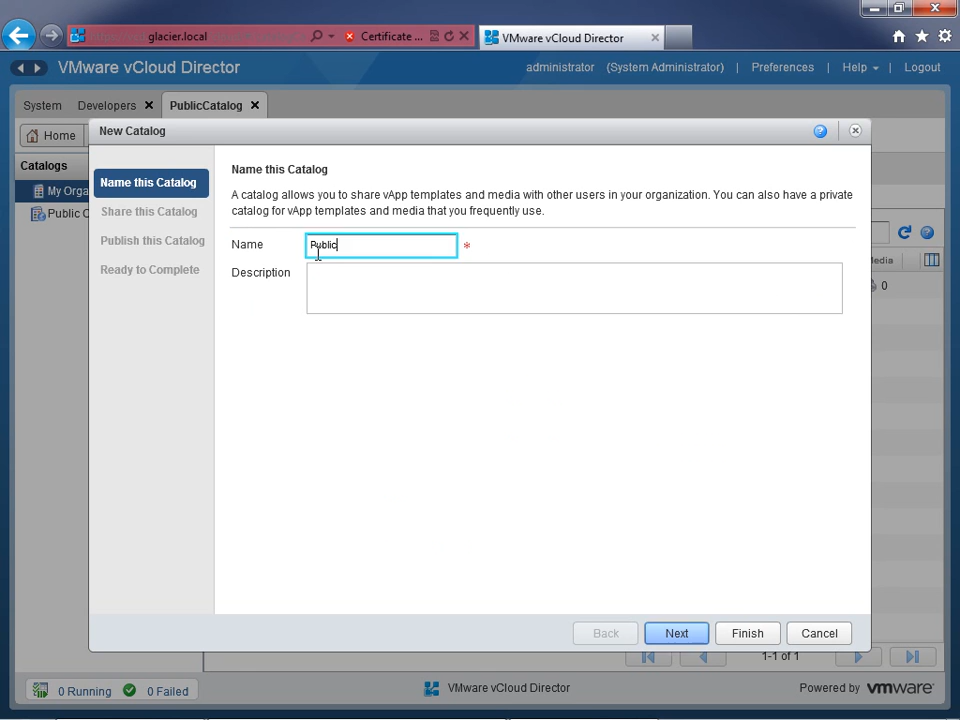 glacier.local
Certificate ...
VMware vCloud Director
VMware vCloud Director
administrator (System Administrator) | Preferences | Help | Logout
System
Developers
PublicCatalog
Home
New Catalog
Catalogs
My Orga
Public C
Name this Catalog
Share this Catalog
Publish this Catalog
Ready to Complete
Name this Catalog
A catalog allows you to share vApp templates and media with other users in your organization. You can also have a private
catalog for vApp templates and media that you frequently use.
Name Public *
Description
edia
0
Back
Next
Finish
Cancel
1-1 of 1
0 Running
0 Failed
VMware vCloud Director
Powered by vmware